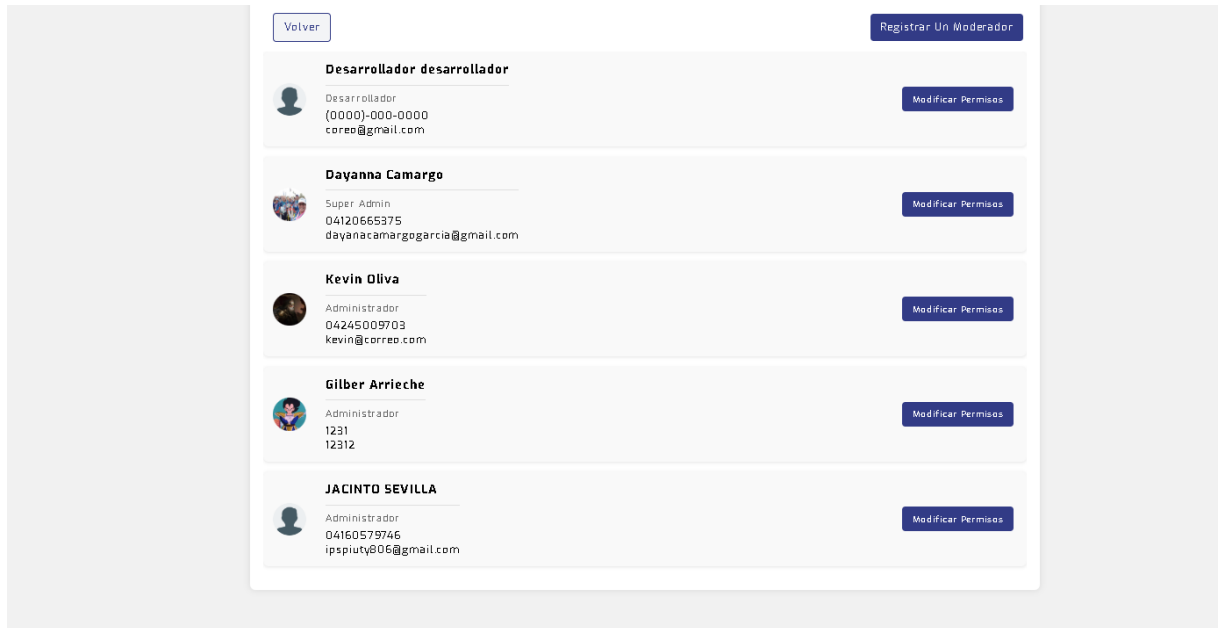 Volver
Registrar Un Moderador
Desarrollador desarrollador
Desarrollador
(0000)-000-0000
coreo@gmail.com
Modificar Permisos
Dayanna Camargo
Super Admin
04120665375
dayanacamargogarcia@gmail.com
Modificar Permisos
Kevin Oliva
Administrador
04245009703
kevin@correo.com
Modificar Permisos
Gilber Arrieche
Administrador
1231
12312
Modificar Permisos
JACINTO SEVILLA
Administrador
04160579746
ipspiuty806@gmail.com
Modificar Permisos